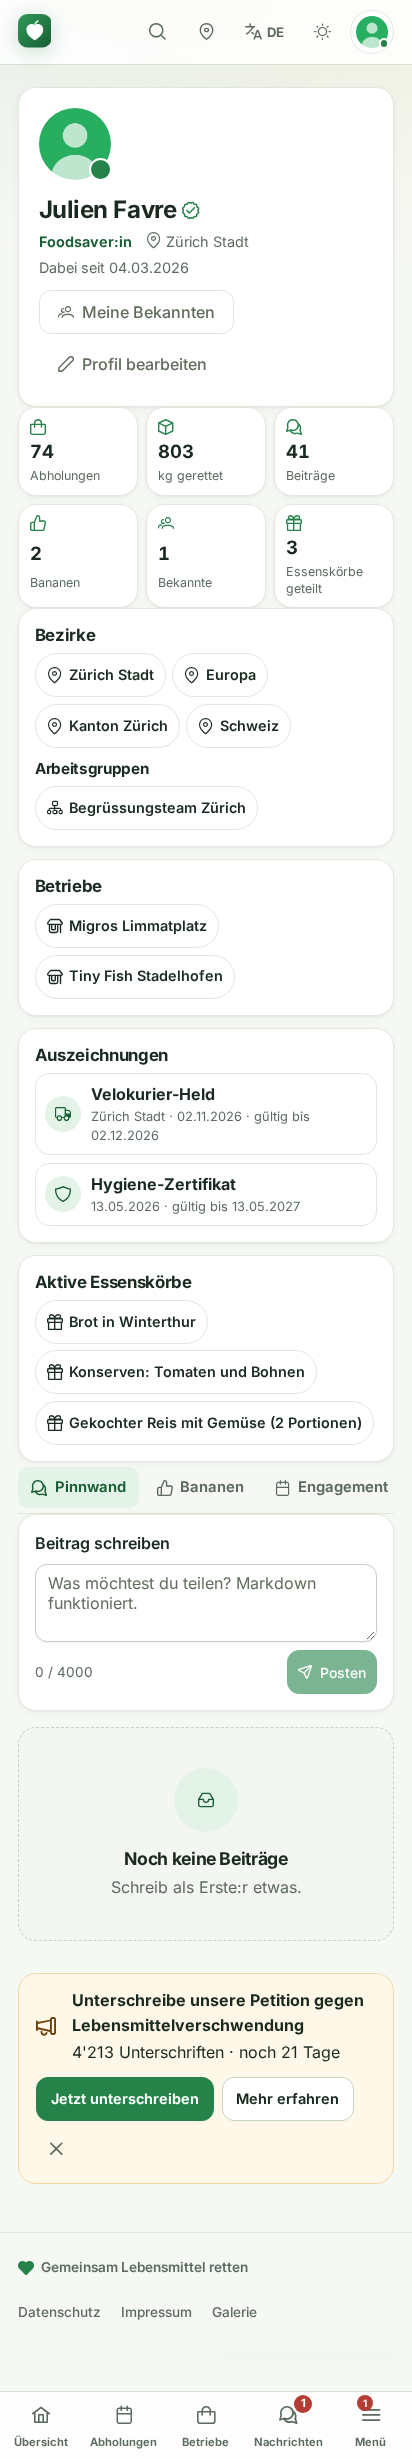 DE
Julien Favre
Foodsaver:in Zürich Stadt
Dabei seit 04.03.2026
Meine Bekannten
Profil bearbeiten
74
Abholungen
803
kg gerettet
41
Beiträge
2
Bananen
1
Bekannte
3
Essenskörbe
geteilt
Bezirke
Zürich Stadt
Europa
Kanton Zürich
Schweiz
Arbeitsgruppen
Begrüssungsteam Zürich
Betriebe
Migros Limmatplatz
Tiny Fish Stadelhofen
Auszeichnungen
Velokurier-Held
Zürich Stadt · 02.11.2026 · gültig bis
02.12.2026
Hygiene-Zertifikat
13.05.2026 · gültig bis 13.05.2027
Aktive Essenskörbe
Brot in Winterthur
Konserven: Tomaten und Bohnen
Gekochter Reis mit Gemüse (2 Portionen)
Pinnwand
Bananen
Engagement
Beitrag schreiben
Was möchtest du teilen? Markdown
funktioniert.
0 / 4000
Posten
Noch keine Beiträge
Schreib als Erste:r etwas.
Unterschreibe unsere Petition gegen
Lebensmittelverschwendung
4'213 Unterschriften · noch 21 Tage
Jetzt unterschreiben
Mehr erfahren
Gemeinsam Lebensmittel retten
Datenschutz Impressum Galerie
Übersicht
Abholungen
Betriebe
1
Nachrichten
1
Menü